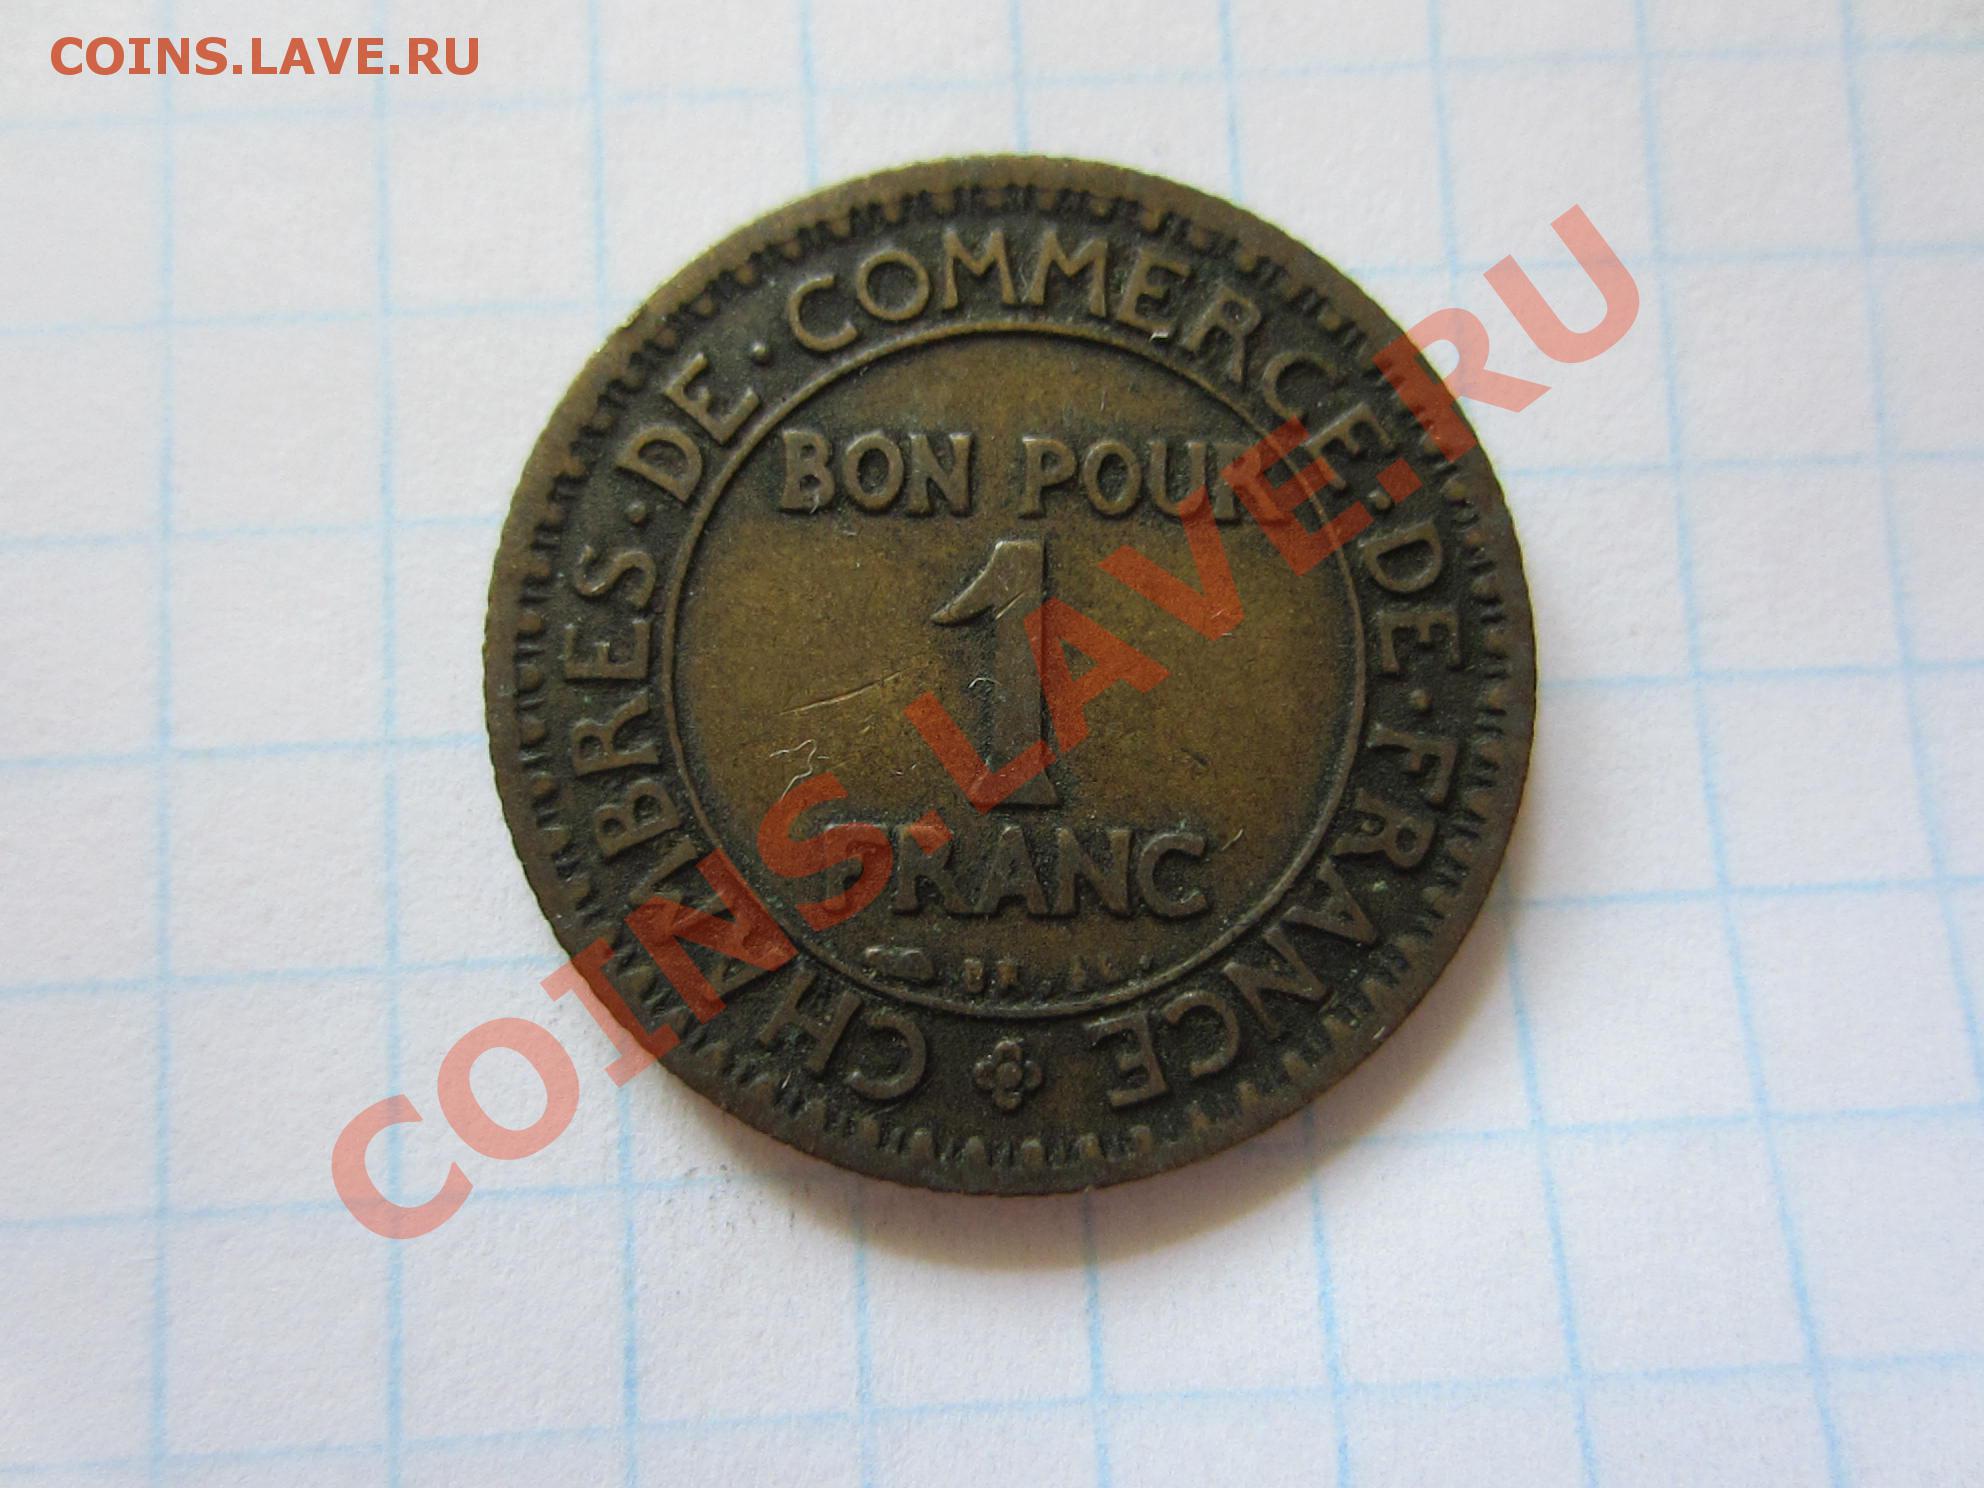 COINS.LAVE.RU
CHAMBRES · DE · COMMERCE · DE · FRANCE
BON POUR
1
FRANC
COINS.LAVE.RU